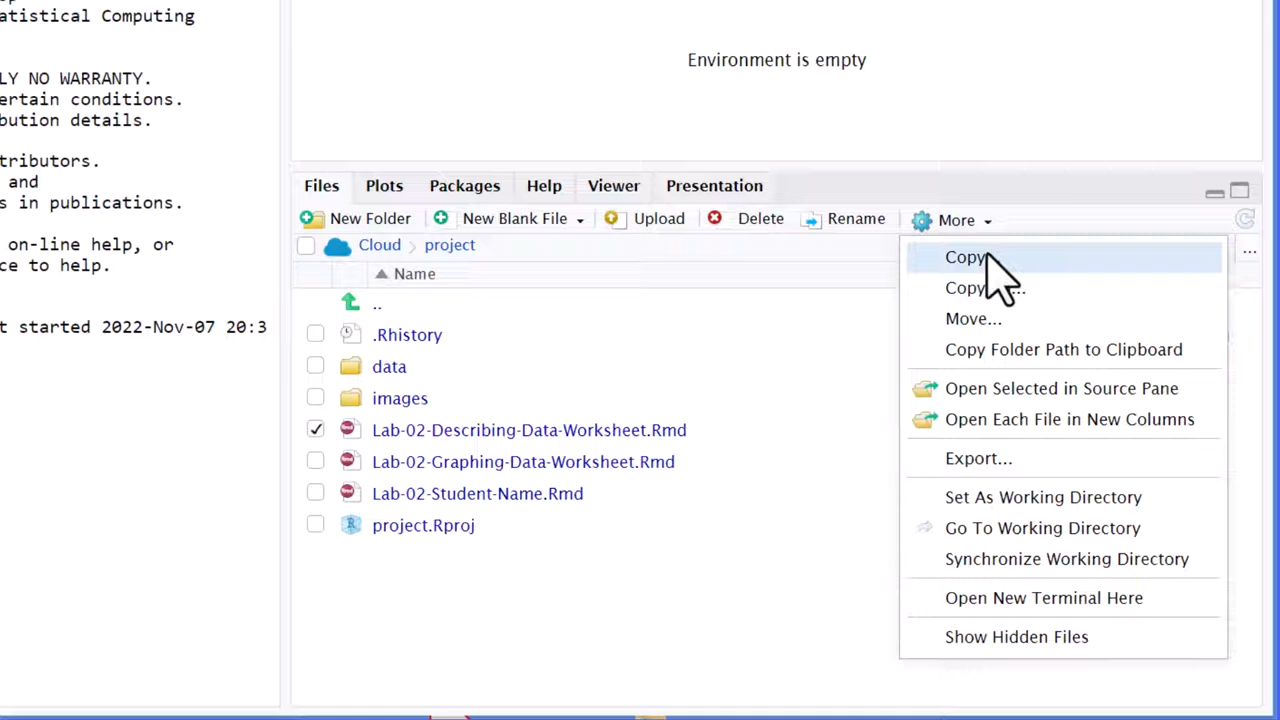 atistical Computing
LY NO WARRANTY.
ertain conditions.
bution details.
tributors.
and
s in publications.
on-line help, or
ce to help.
t started 2022-Nov-07 20:3
Environment is empty
Files Plots Packages Help Viewer Presentation
New Folder New Blank File Upload Delete Rename More
Cloud project
...
Name
..
.Rhistory
data
images
Lab-02-Describing-Data-Worksheet.Rmd
Lab-02-Graphing-Data-Worksheet.Rmd
Lab-02-Student-Name.Rmd
project.Rproj
Copy
Copy ...
Move...
Copy Folder Path to Clipboard
Open Selected in Source Pane
Open Each File in New Columns
Export...
Set As Working Directory
Go To Working Directory
Synchronize Working Directory
Open New Terminal Here
Show Hidden Files